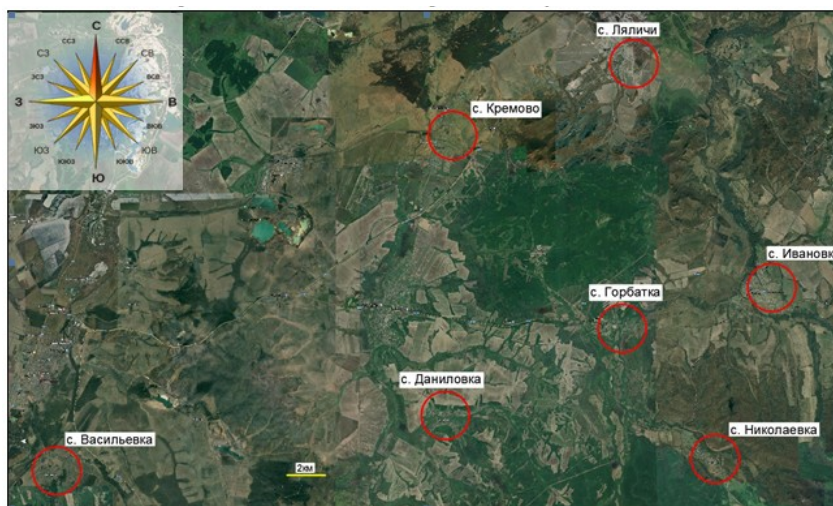 С
ССЗ
ССВ
СЗ
СВ
ЗСЗ
ВСВ
З
В
ЗЮЗ
ВЮВ
ЮЗ
ЮВ
ЮЮЗ
ЮЮВ
Ю
с. Ляличи
с. Кремово
с. Ивановк
с. Горбатка
с. Даниловка
с. Николаевка
с. Васильевка
2км